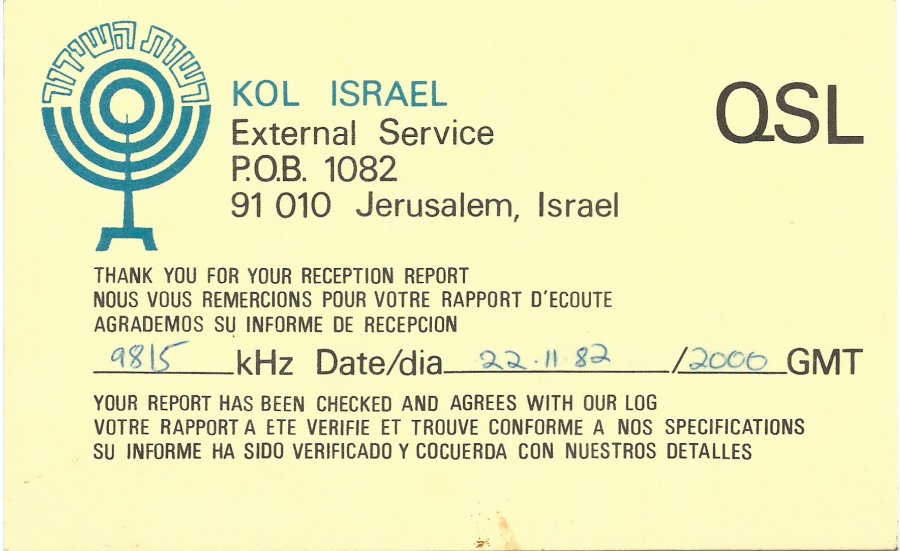 רשות השידור
KOL ISRAEL
QSL
External Service
P.O.B. 1082
91 010 Jerusalem, Israel
THANK YOU FOR YOUR RECEPTION REPORT
NOUS VOUS REMERCIONS POUR VOTRE RAPPORT D'ECOUTE
AGRADEMOS SU INFORME DE RECEPCION
9815 kHz Date/dia 22·11·82 /2000 GMT
YOUR REPORT HAS BEEN CHECKED AND AGREES WITH OUR LOG
VOTRE RAPPORT A ETE VERIFIE ET TROUVE CONFORME A NOS SPECIFICATIONS
SU INFORME HA SIDO VERIFICADO Y COCUERDA CON NUESTROS DETALLES